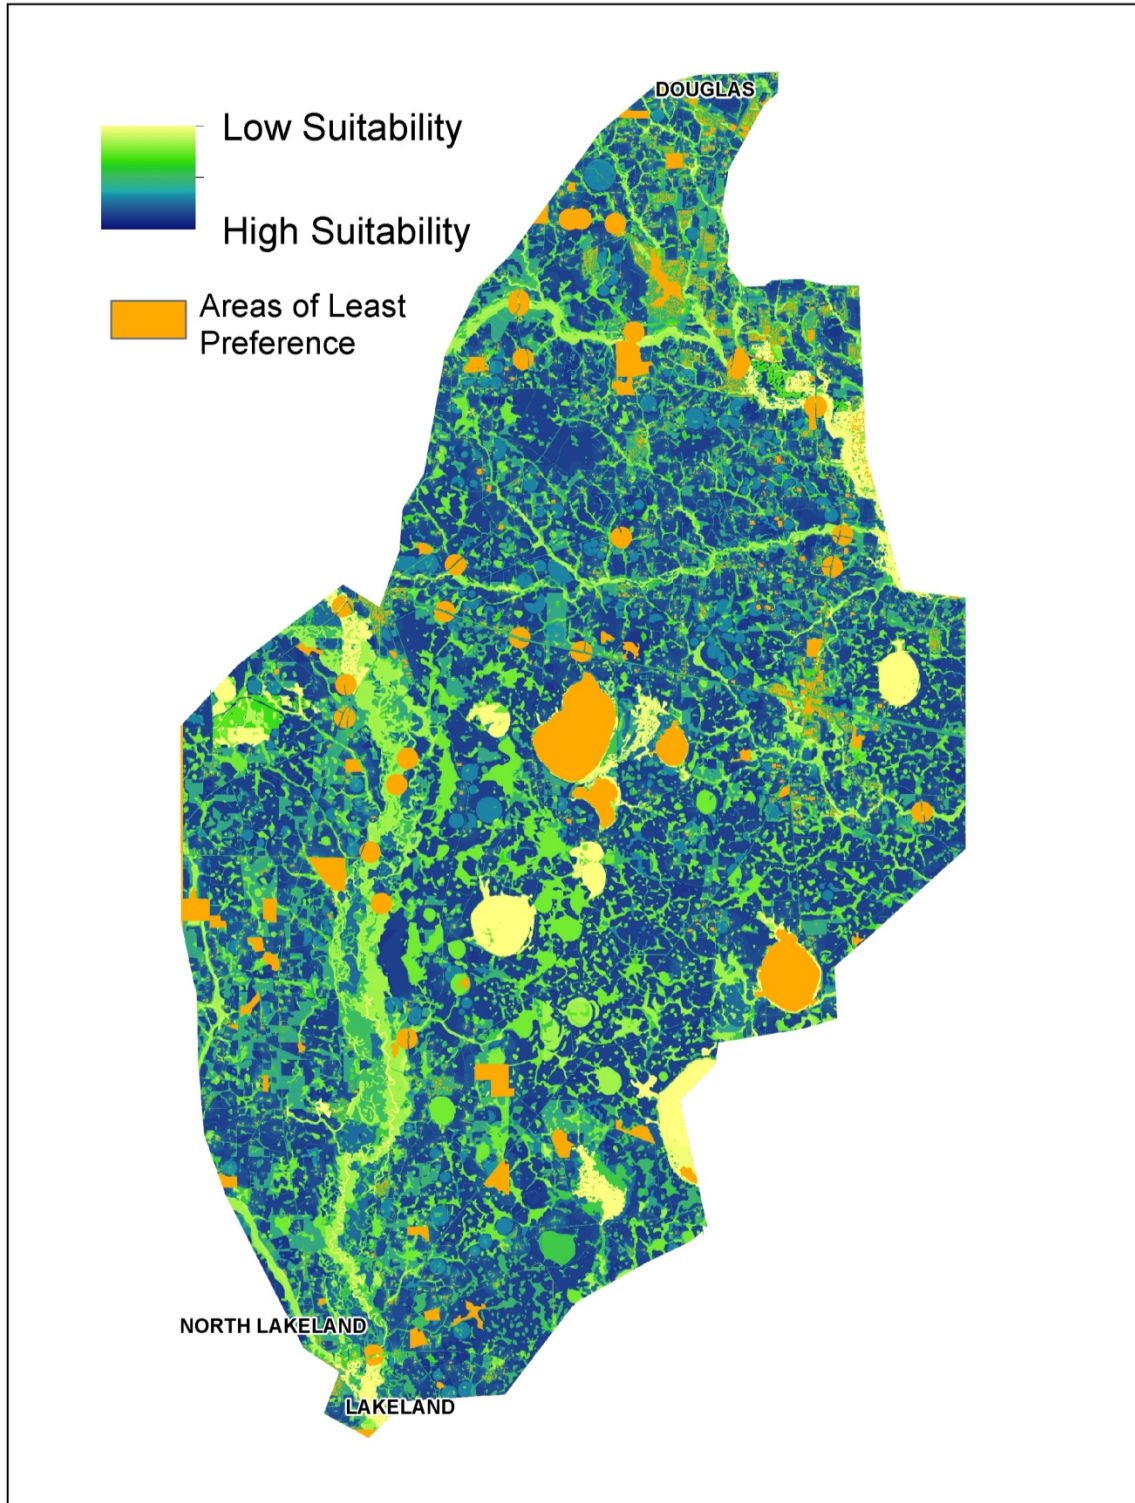 DOUGLAS
Low Suitability
High Suitability
Areas of Least
Preference
NORTH LAKELAND
LAKELAND